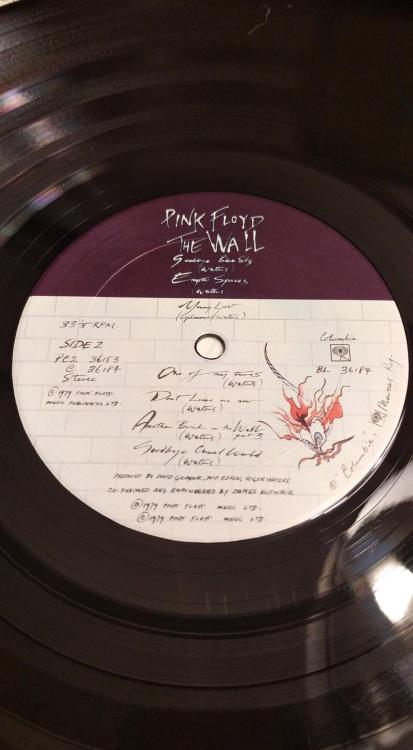 PINK FLOYD
THE WALL
Goodbye Blue Sky
(Waters)
Empty Spaces
(Waters)
Young Lust
(Gilmour/Waters)
33⅓ RPM.
Columbia
SIDE 2
PC2 36183
BL 36184
© 36184
Stereo
One of my turns
(Waters)
℗ 1979 PINK FLOYD
MUSIC PUBLISHERS LTD.
Dont Leave me now
(Waters)
Another Brick in the Wall
(Waters) part 3
Goodbye Cruel World
(Waters)
PRODUCED BY DAVID GILMOUR, BOB EZRIN, ROGER WATERS
CO-PRODUCED AND ENGINEERED BY JAMES GUTHRIE
℗ 1979 PINK FLOYD MUSIC LTD.
© 1979 PINK FLOYD MUSIC LTD.
® "Columbia", Marcas Reg.